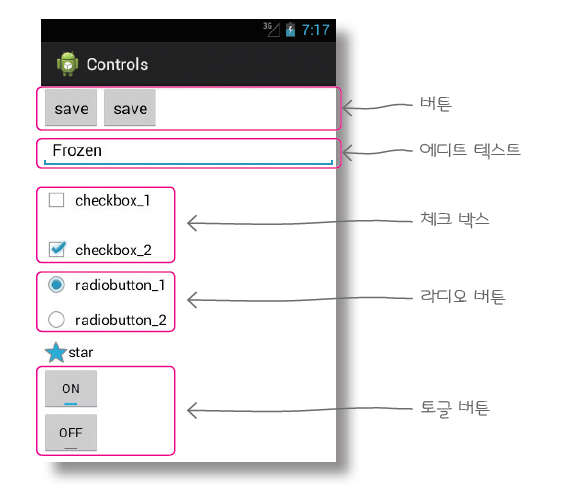 3G 7:17
Controls
save save 버튼
Frozen 에디트 텍스트
checkbox_1
체크 박스
checkbox_2
radiobutton_1
라디오 버튼
radiobutton_2
star
ON
토글 버튼
OFF